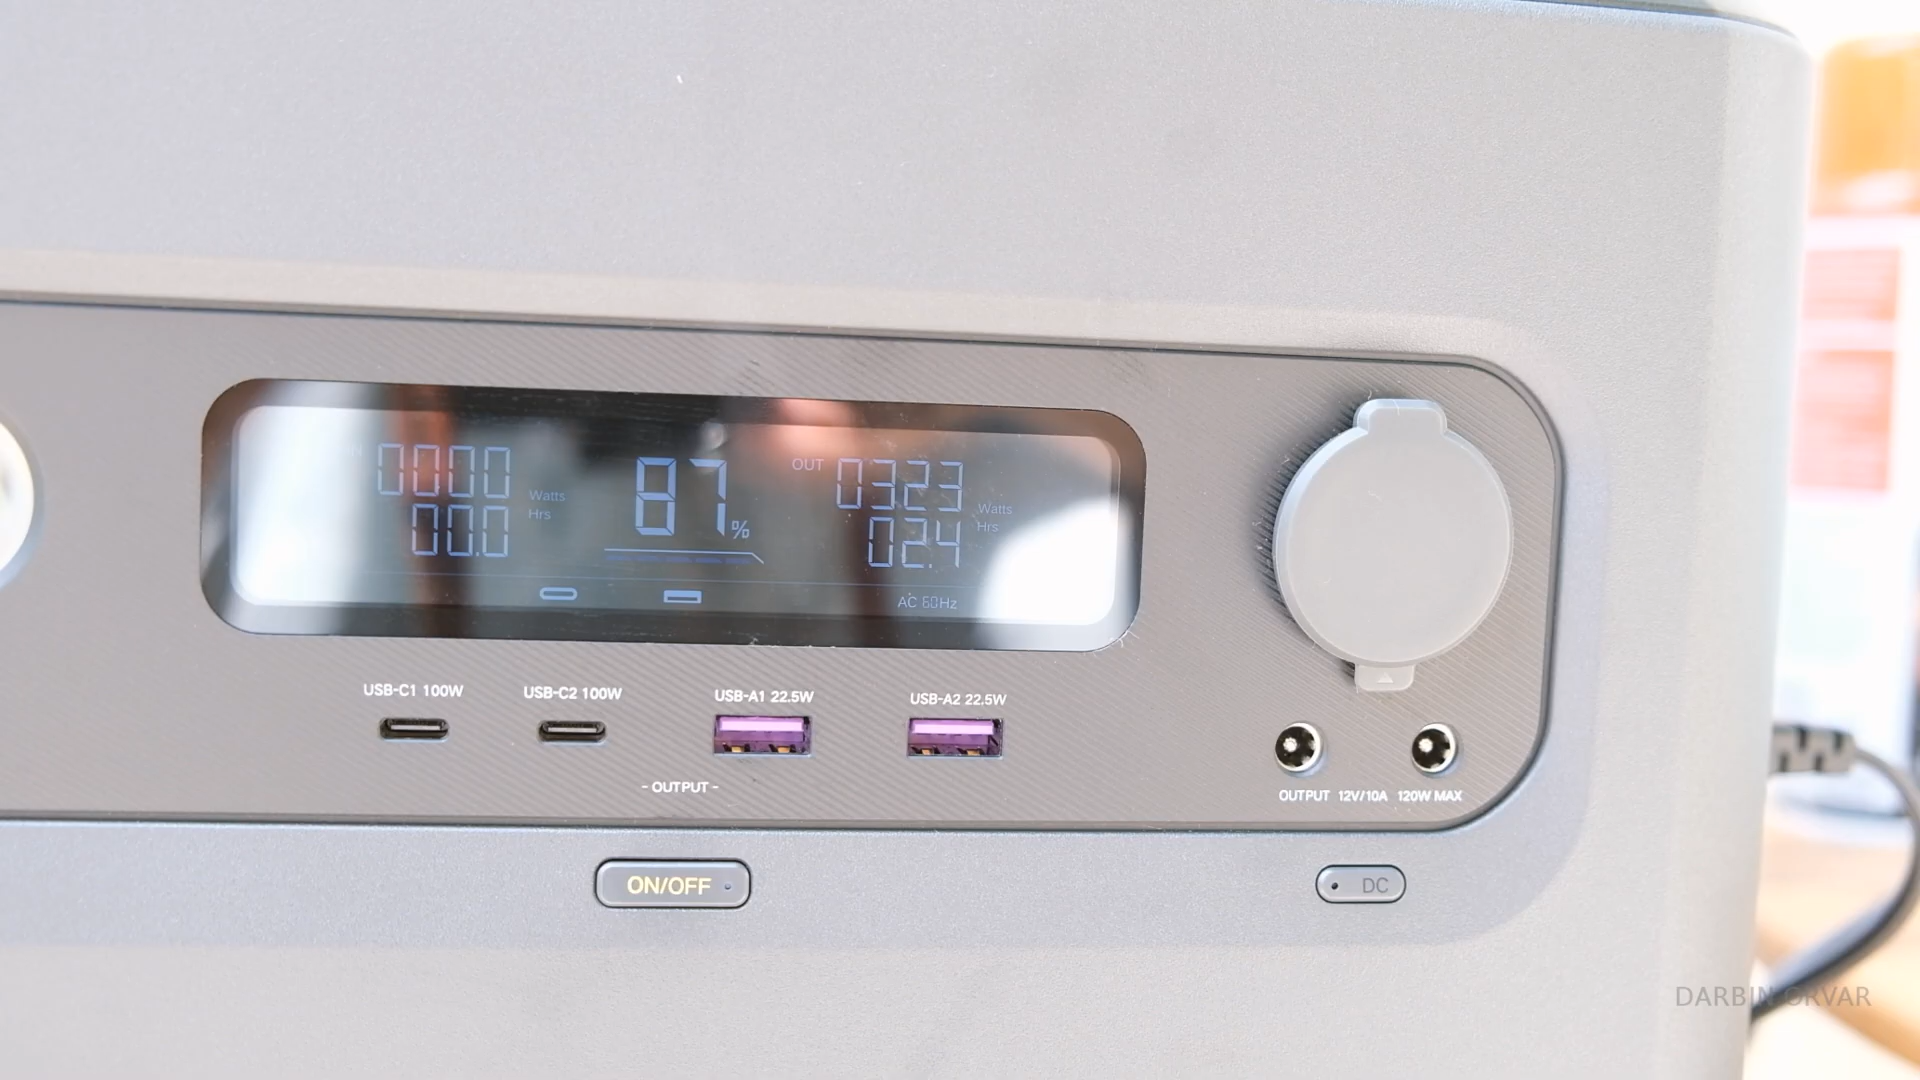 IN 0000 Watts
00.0 Hrs
87%
OUT 0323 Watts
02.4 Hrs
AC 60Hz
USB-C1 100W
USB-C2 100W
USB-A1 22.5W
USB-A2 22.5W
- OUTPUT -
OUTPUT 12V/10A 120W MAX
ON/OFF
DC
DARBIN ORVAR